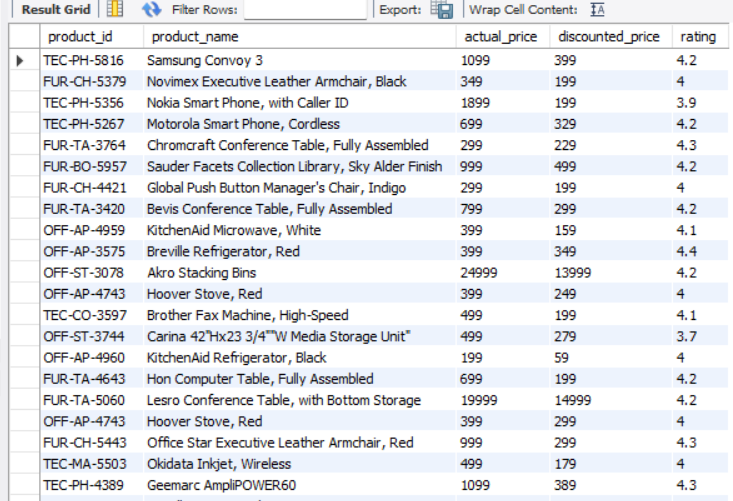 Result Grid Filter Rows: Export: Wrap Cell Content: IA
product_id product_name actual_price discounted_price rating
TEC-PH-5816 Samsung Convoy 3 1099 399 4.2
FUR-CH-5379 Novimex Executive Leather Armchair, Black 349 199 4
TEC-PH-5356 Nokia Smart Phone, with Caller ID 1899 199 3.9
TEC-PH-5267 Motorola Smart Phone, Cordless 699 329 4.2
FUR-TA-3764 Chromcraft Conference Table, Fully Assembled 299 229 4.3
FUR-BO-5957 Sauder Facets Collection Library, Sky Alder Finish 999 499 4.2
FUR-CH-4421 Global Push Button Manager's Chair, Indigo 299 199 4
FUR-TA-3420 Bevis Conference Table, Fully Assembled 799 299 4.2
OFF-AP-4959 KitchenAid Microwave, White 399 159 4.1
OFF-AP-3575 Breville Refrigerator, Red 399 349 4.4
OFF-ST-3078 Akro Stacking Bins 24999 13999 4.2
OFF-AP-4743 Hoover Stove, Red 399 249 4
TEC-CO-3597 Brother Fax Machine, High-Speed 499 199 4.1
OFF-ST-3744 Carina 42"Hx23 3/4""W Media Storage Unit" 499 279 3.7
OFF-AP-4960 KitchenAid Refrigerator, Black 199 59 4
FUR-TA-4643 Hon Computer Table, Fully Assembled 699 199 4.2
FUR-TA-5060 Lesro Conference Table, with Bottom Storage 19999 14999 4.2
OFF-AP-4743 Hoover Stove, Red 399 299 4
FUR-CH-5443 Office Star Executive Leather Armchair, Red 999 299 4.3
TEC-MA-5503 Okidata Inkjet, Wireless 499 179 4
TEC-PH-4389 Geemarc AmpliPOWER60 1099 389 4.3